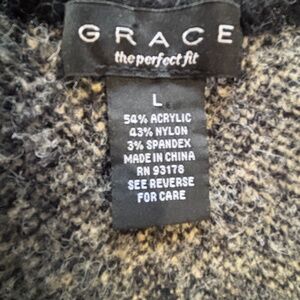 GRACE
the perfect fit
L
54% ACRYLIC
43% NYLON
3% SPANDEX
MADE IN CHINA
RN 93178
SEE REVERSE
FOR CARE